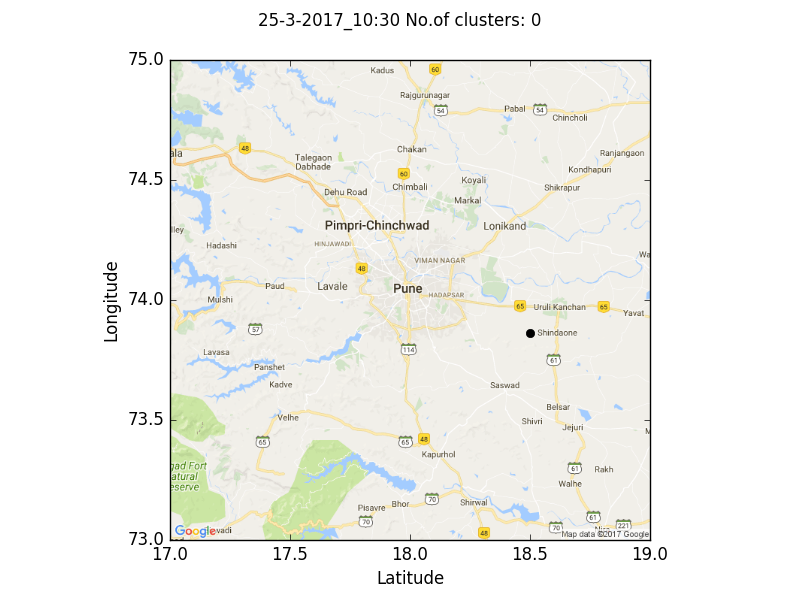 25-3-2017_10:30 No.of clusters: 0
75.0
74.5
74.0
73.5
73.0
17.0
17.5
18.0
18.5
19.0
Latitude
Longitude
Kadus
60
Rajgurunagar
54
Pabal
54
Chincholi
48
ala
Talegaon
Dabhade
Chakan
Ranjangaon
60
Kondhapuri
Dehu Road
Chimbali
Koyali
Shikrapur
Markal
Pimpri-Chinchwad
Lonikand
lley
Hadashi
HINJAWADI
VIMAN NAGAR
Wa
48
Paud
Lavale
Pune
HADAPSAR
Mulshi
65
Uruli Kanchan
65
Yavat
57
Shindaone
Lavasa
114
61
Panshet
Kadve
Saswad
Belsar
Velhe
Shivri
Jejuri
M
65
65
48
Kapurhol
gad Fort
atural
eserve
61
Rakh
Walhe
Pisavre
Bhor
70
Shirwal
70
61
70
221
48
Google
vadi
Map data ©2017 Google